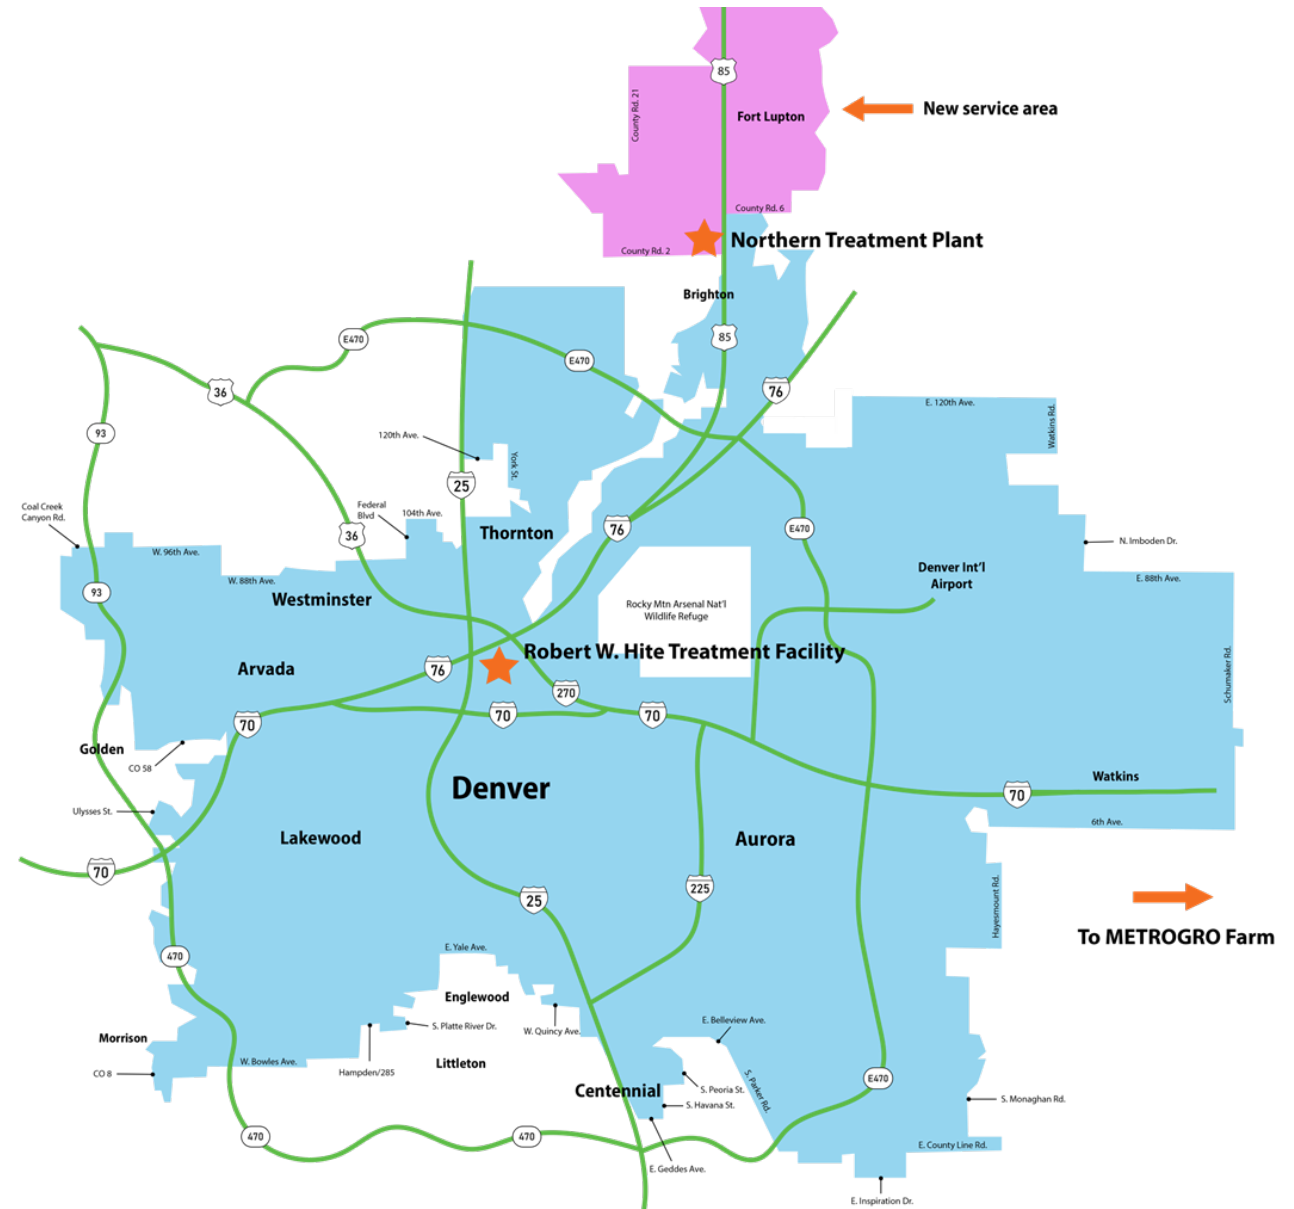 85
County Rd. 21
Fort Lupton
New service area
County Rd. 6
Northern Treatment Plant
County Rd. 2
Brighton
85
E470
E470
36
76
E. 120th Ave.
Watkins Rd.
93
120th Ave.
York St.
25
Coal Creek
Canyon Rd.
Federal
Blvd
104th Ave.
36
Thornton
76
E470
N. Imboden Dr.
W. 96th Ave.
W. 88th Ave.
Westminster
93
Denver Int'l
Airport
E. 88th Ave.
Rocky Mtn Arsenal Nat'l
Wildlife Refuge
Robert W. Hite Treatment Facility
Arvada
76
270
Schumaker Rd.
70
70
70
Golden
CO 58
Denver
Watkins
70
Ulysses St.
6th Ave.
Lakewood
Aurora
70
225
25
Hayesmount Rd.
To METROGRO Farm
E. Yale Ave.
470
Englewood
S. Platte River Dr.
W. Quincy Ave.
E. Belleview Ave.
Morrison
W. Bowles Ave.
Littleton
Hampden/285
CO 8
Centennial
S. Peoria St.
S. Havana St.
S. Parker Rd.
E470
S. Monaghan Rd.
470
470
E. County Line Rd.
E. Geddes Ave.
E. Inspiration Dr.